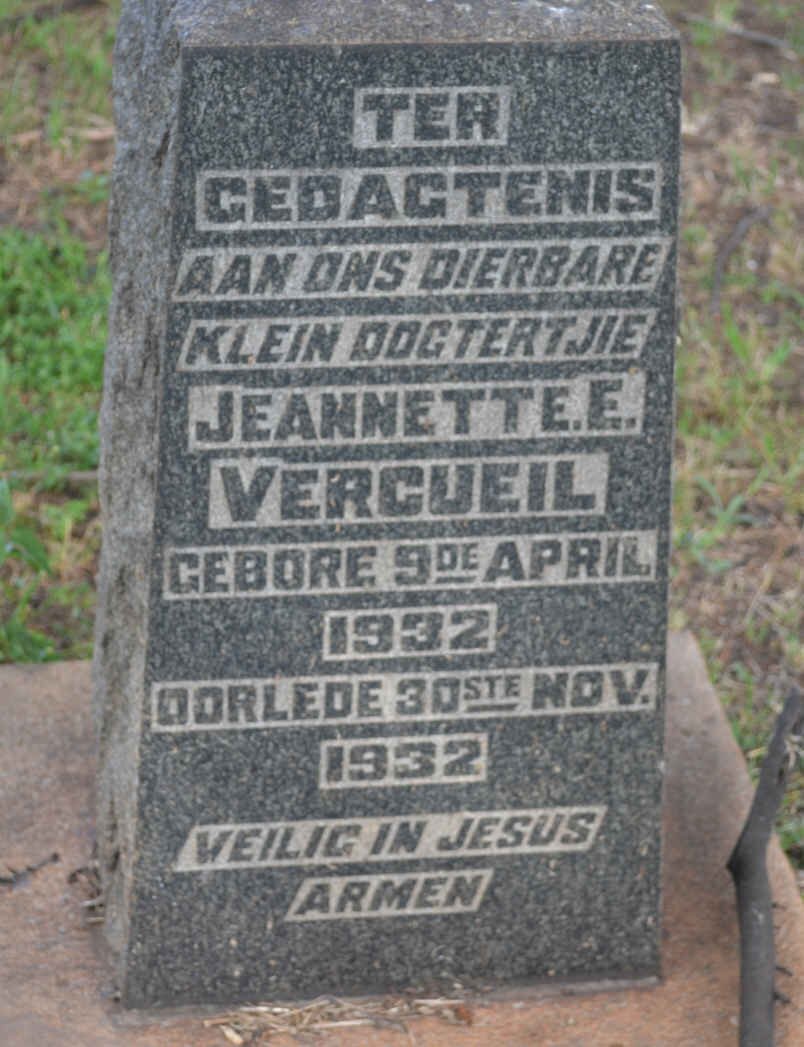 TER
GEDAGTENIS
AAN ONS DIERBARE
KLEIN DOGTERTJIE
JEANNETTE.E.
VERCUEIL
GEBORE 9DE APRIL
1932
OORLEDE 30STE NOV.
1932
VEILIG IN JESUS
ARMEN